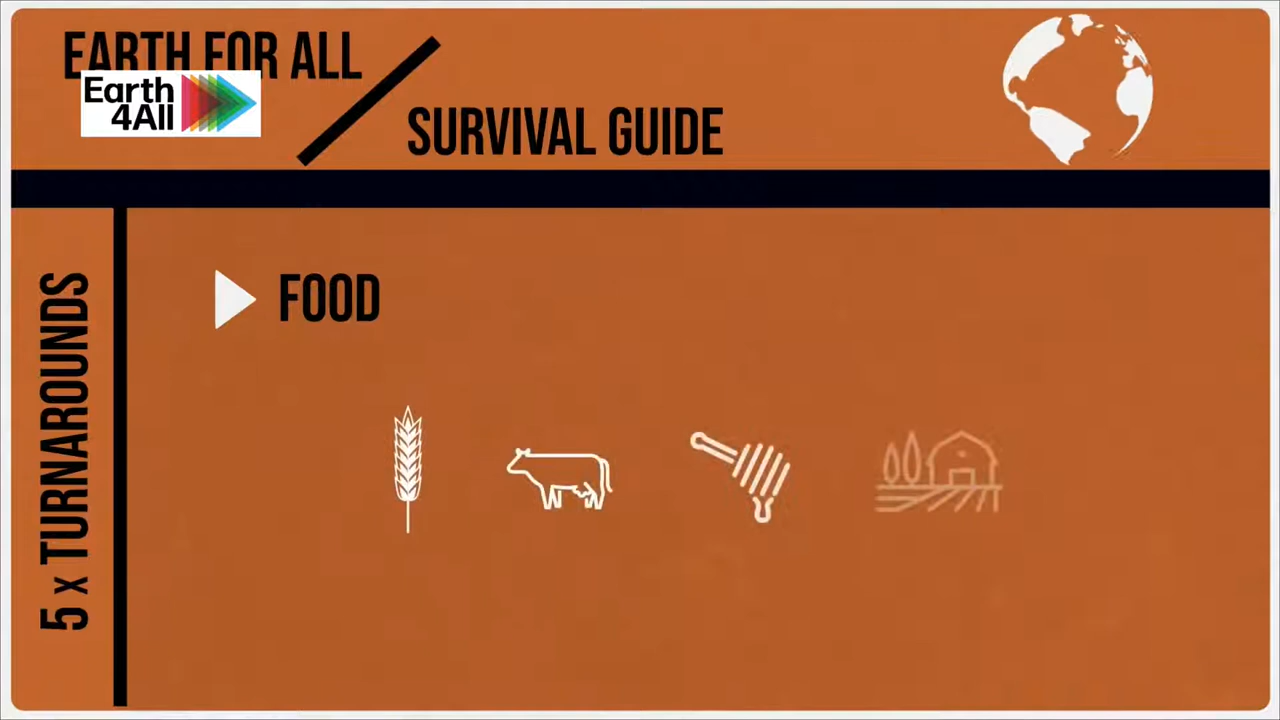 EARTH FOR ALL
Earth
4All
SURVIVAL GUIDE
5 x TURNAROUNDS
FOOD